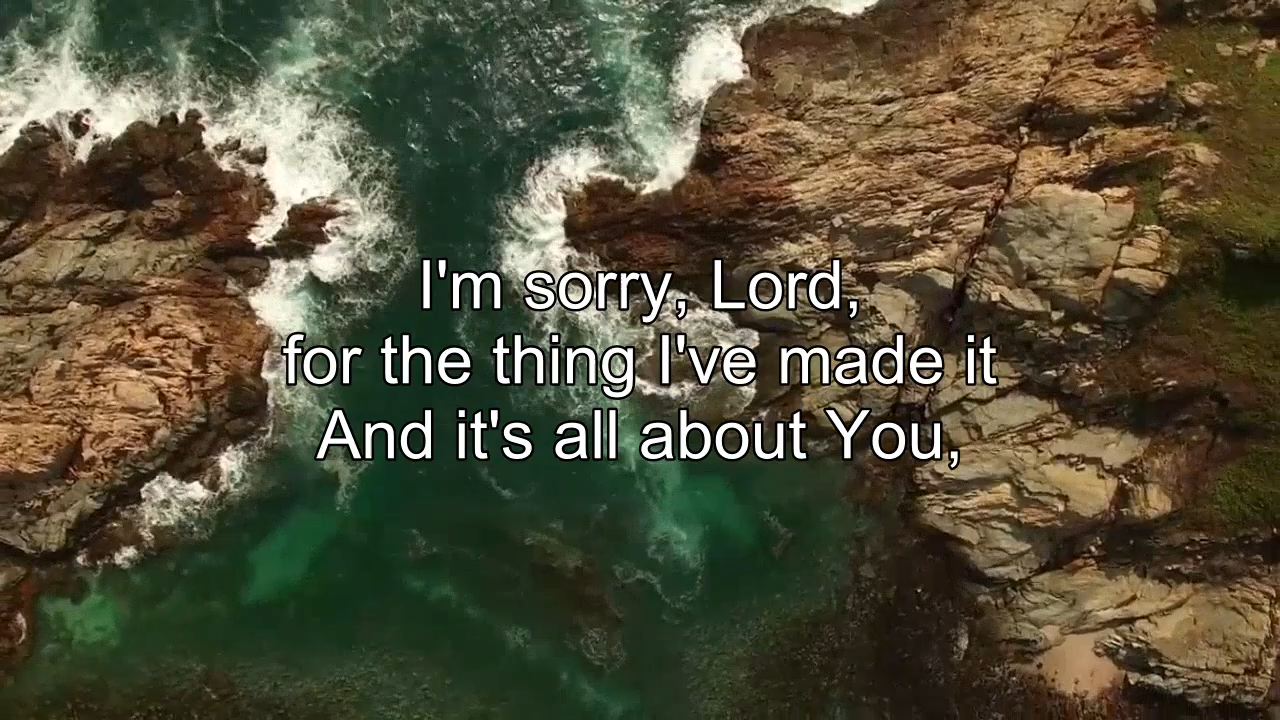 I'm sorry, Lord,
for the thing I've made it
And it's all about You,